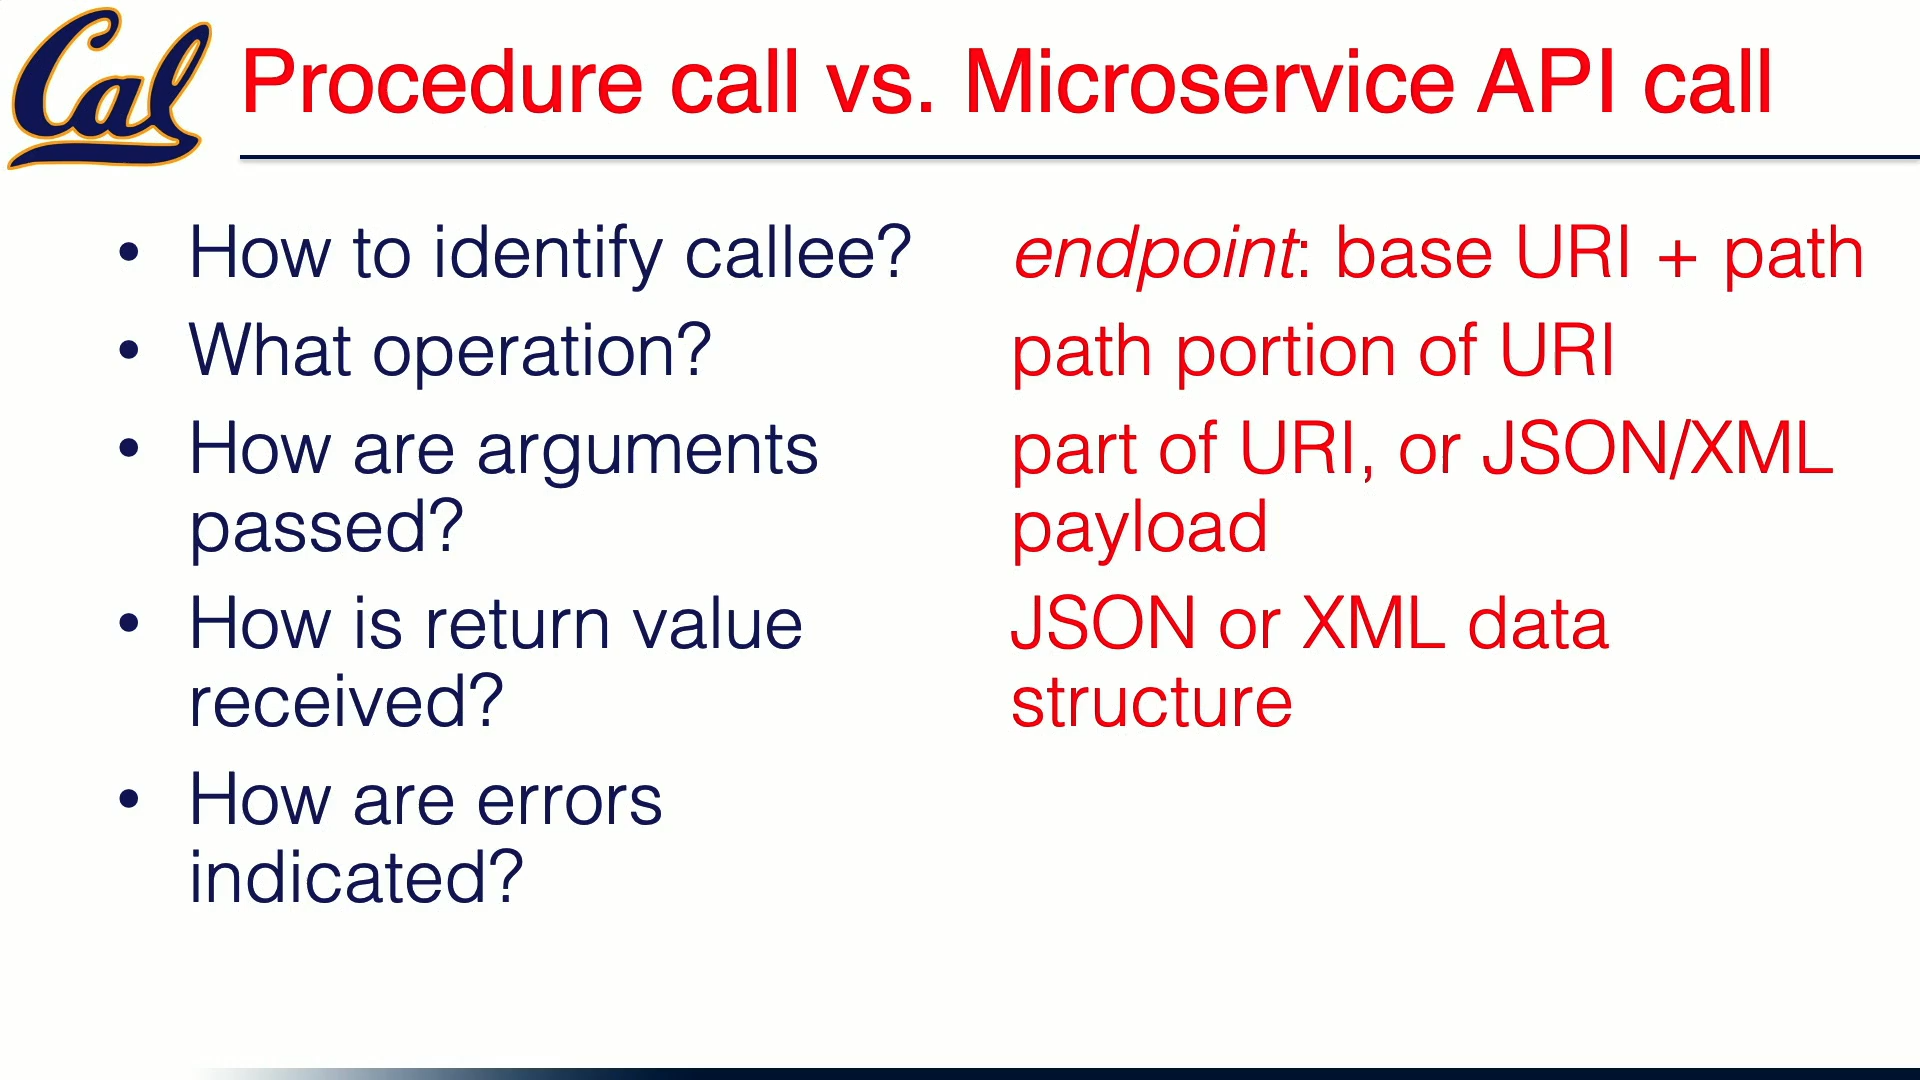 Cal
Procedure call vs. Microservice API call
• How to identify callee?
endpoint: base URI + path
• What operation?
path portion of URI
• How are arguments
passed?
part of URI, or JSON/XML
payload
• How is return value
received?
JSON or XML data
structure
• How are errors
indicated?